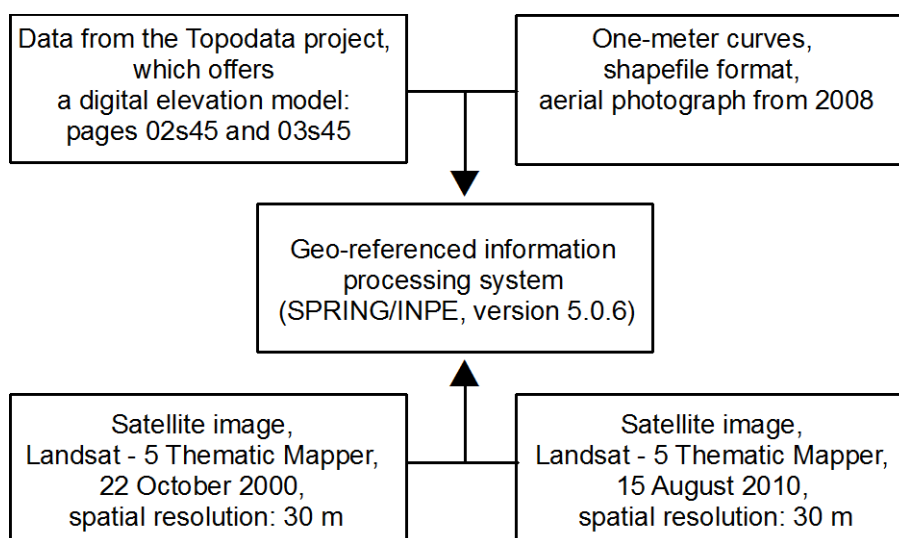 Data from the Topodata project,
which offers
a digital elevation model:
pages 02s45 and 03s45
One-meter curves,
shapefile format,
aerial photograph from 2008
Geo-referenced information
processing system
(SPRING/INPE, version 5.0.6)
Satellite image,
Landsat - 5 Thematic Mapper,
22 October 2000,
spatial resolution: 30 m
Satellite image,
Landsat - 5 Thematic Mapper,
15 August 2010,
spatial resolution: 30 m